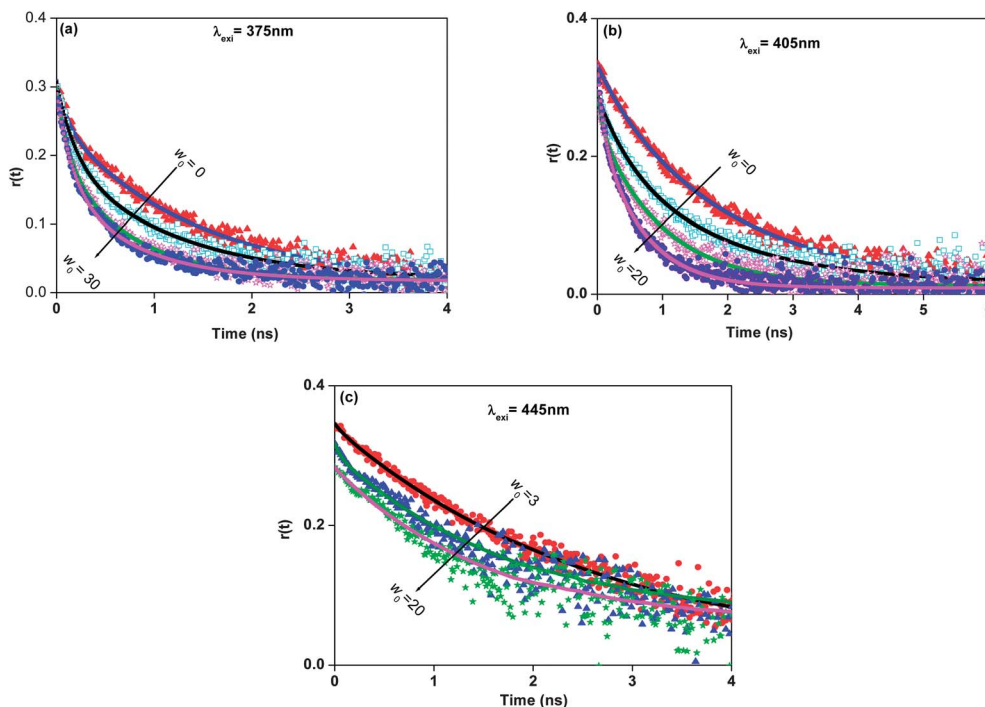 (a)
λexi = 375nm
0.4
0.3
0.2
0.1
0.0
r(t)
w0 = 0
w0 = 30
0
1
2
3
4
Time (ns)
(b)
λexi = 405nm
0.4
0.2
0.0
r(t)
w0=0
w0=20
0
1
2
3
4
5
6
Time (ns)
(c)
λexi= 445nm
0.4
0.2
0.0
r(t)
w0=3
w0=20
0
1
2
3
4
Time (ns)